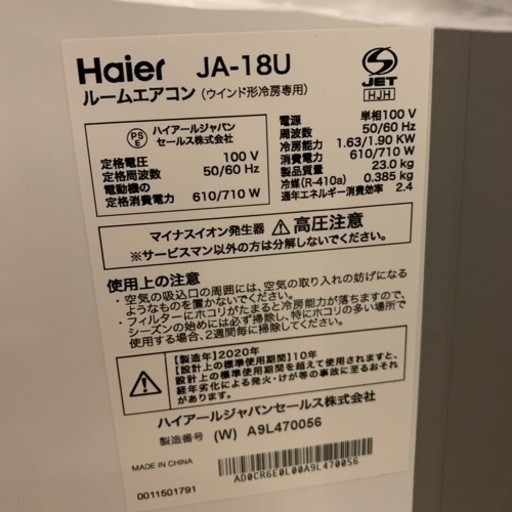 Haier JA-18U
ルームエアコン（ウインド形冷房専用）
S
JET
HJH
PS
E
ハイアールジャパン
セールス株式会社
定格電圧 100 V
定格周波数 50/60 Hz
電動機の
定格消費電力 610/710 W
電源 単相100 V
周波数 50/60 Hz
冷房能力 1.63/1.90 KW
消費電力 610/710 W
製品質量 23.0 kg
冷媒(R-410a) 0.385 kg
通年エネルギー消費効率 2.4
マイナスイオン発生器 高圧注意
※サービスマン以外の方は分解しないでください。
使用上の注意
・空気の吸込口の周囲には、空気の取り入れの妨げになる
ようなものを置かないでください。
・フィルターにホコリがたまると冷房能力が落ちますので、
シーズンの始めには必ず掃除し、特にホコリの多い場所で
使用する場合、2週間毎に掃除してください。
【製造年】2020年
【設計上の標準使用期間】10年
設計上の標準使用期間を超えて使用されますと、
経年劣化による発火・けが等の事故に至る
おそれがあります。
ハイアールジャパンセールス株式会社
製造番号 (W) A9L470056
MADE IN CHINA
0011501791
AD0CR6E0L00A9L470056